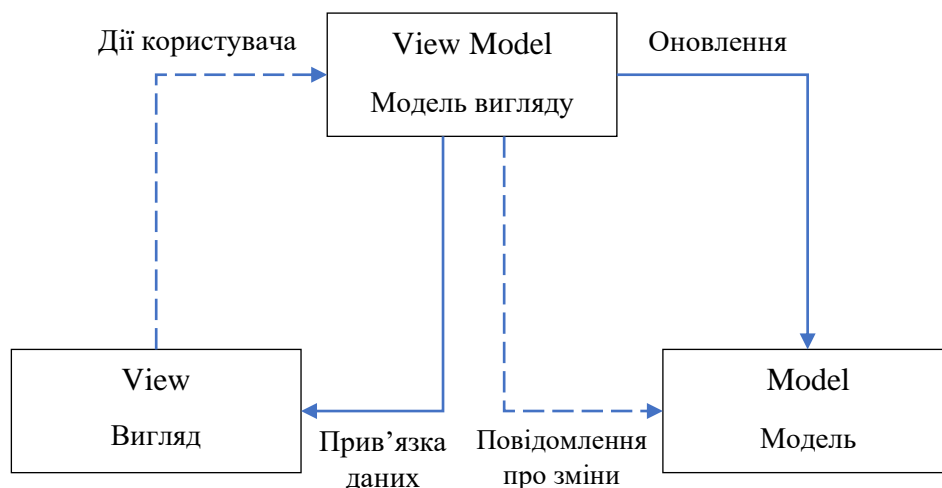 Дії користувача
View Model
Модель вигляду
Оновлення
View
Вигляд
Прив’язка
даних
Повідомлення
про зміни
Model
Модель